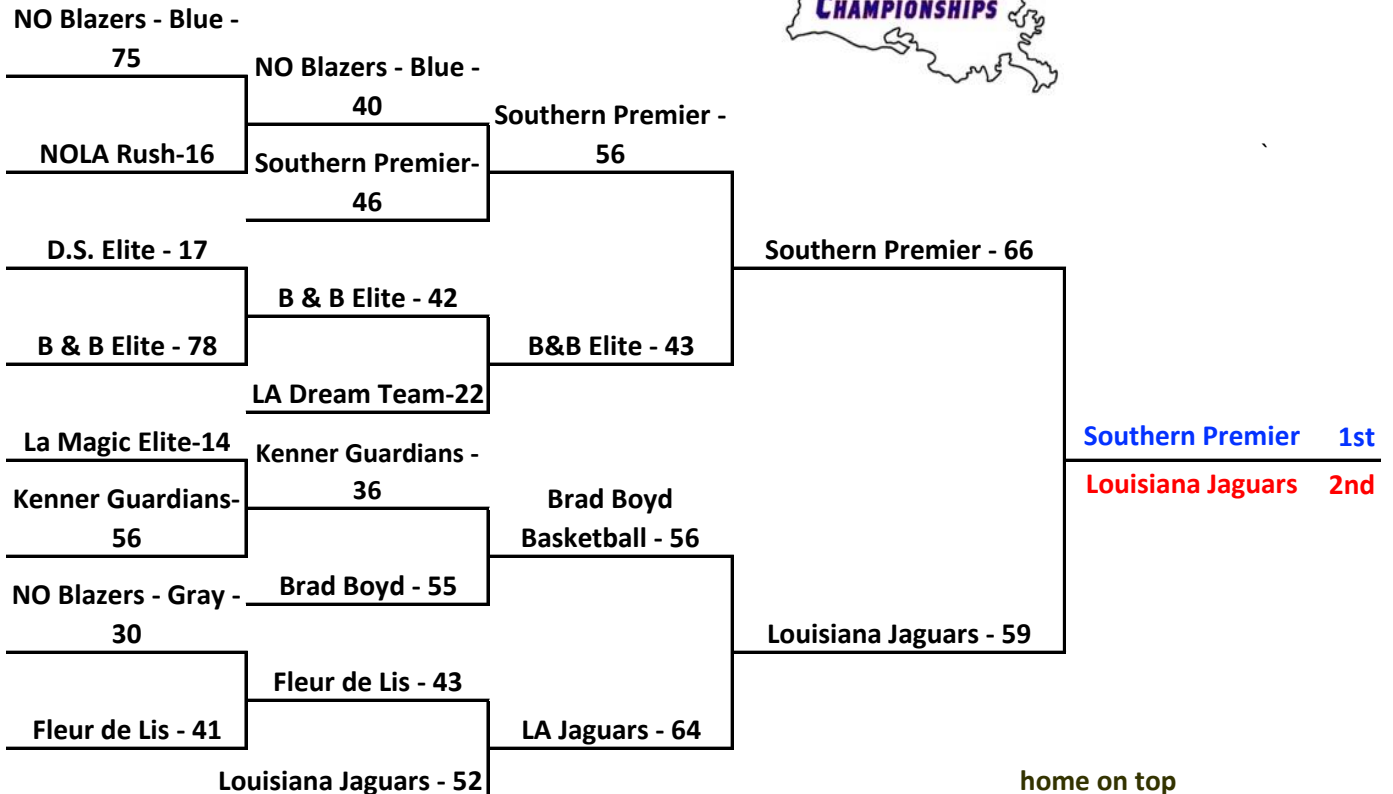 CHAMPIONSHIPS
NO Blazers - Blue -
75
NOLA Rush-16
D.S. Elite - 17
B & B Elite - 78
La Magic Elite-14
Kenner Guardians-
56
NO Blazers - Gray -
30
Fleur de Lis - 41
NO Blazers - Blue -
40
Southern Premier-
46
B & B Elite - 42
LA Dream Team-22
Kenner Guardians -
36
Brad Boyd - 55
Fleur de Lis - 43
Louisiana Jaguars - 52
Southern Premier -
56
B&B Elite - 43
Brad Boyd
Basketball - 56
LA Jaguars - 64
Southern Premier - 66
Louisiana Jaguars - 59
Southern Premier 1st
Louisiana Jaguars 2nd
home on top
`